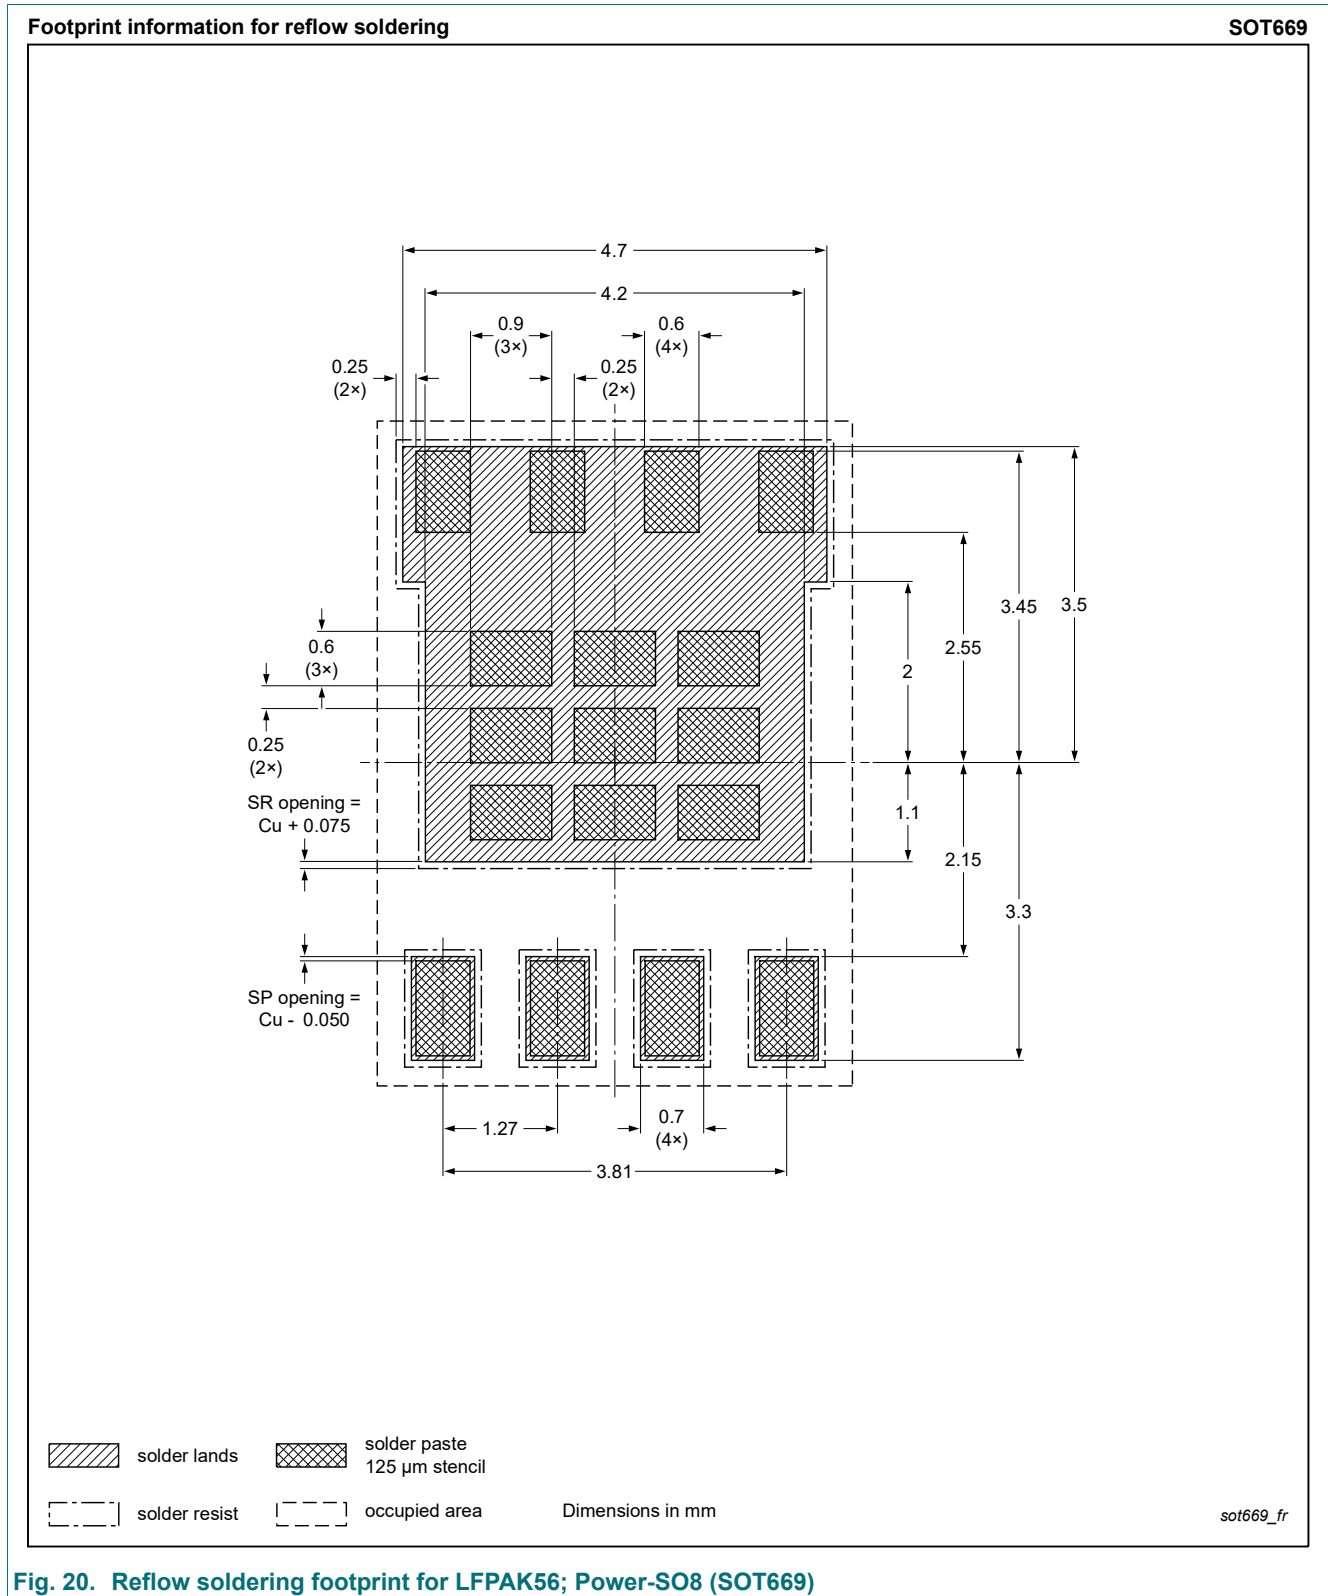 Footprint information for reflow soldering SOT669
4.7
4.2
0.9
(3×)
0.6
(4×)
0.25
(2×)
0.25
(2×)
0.6
(3×)
0.25
(2×)
SR opening =
Cu + 0.075
SP opening =
Cu - 0.050
2
2.55
3.45
3.5
1.1
2.15
3.3
1.27
0.7
(4×)
3.81
solder lands
solder paste
125 µm stencil
solder resist
occupied area
Dimensions in mm
sot669_fr
Fig. 20. Reflow soldering footprint for LFPAK56; Power-SO8 (SOT669)